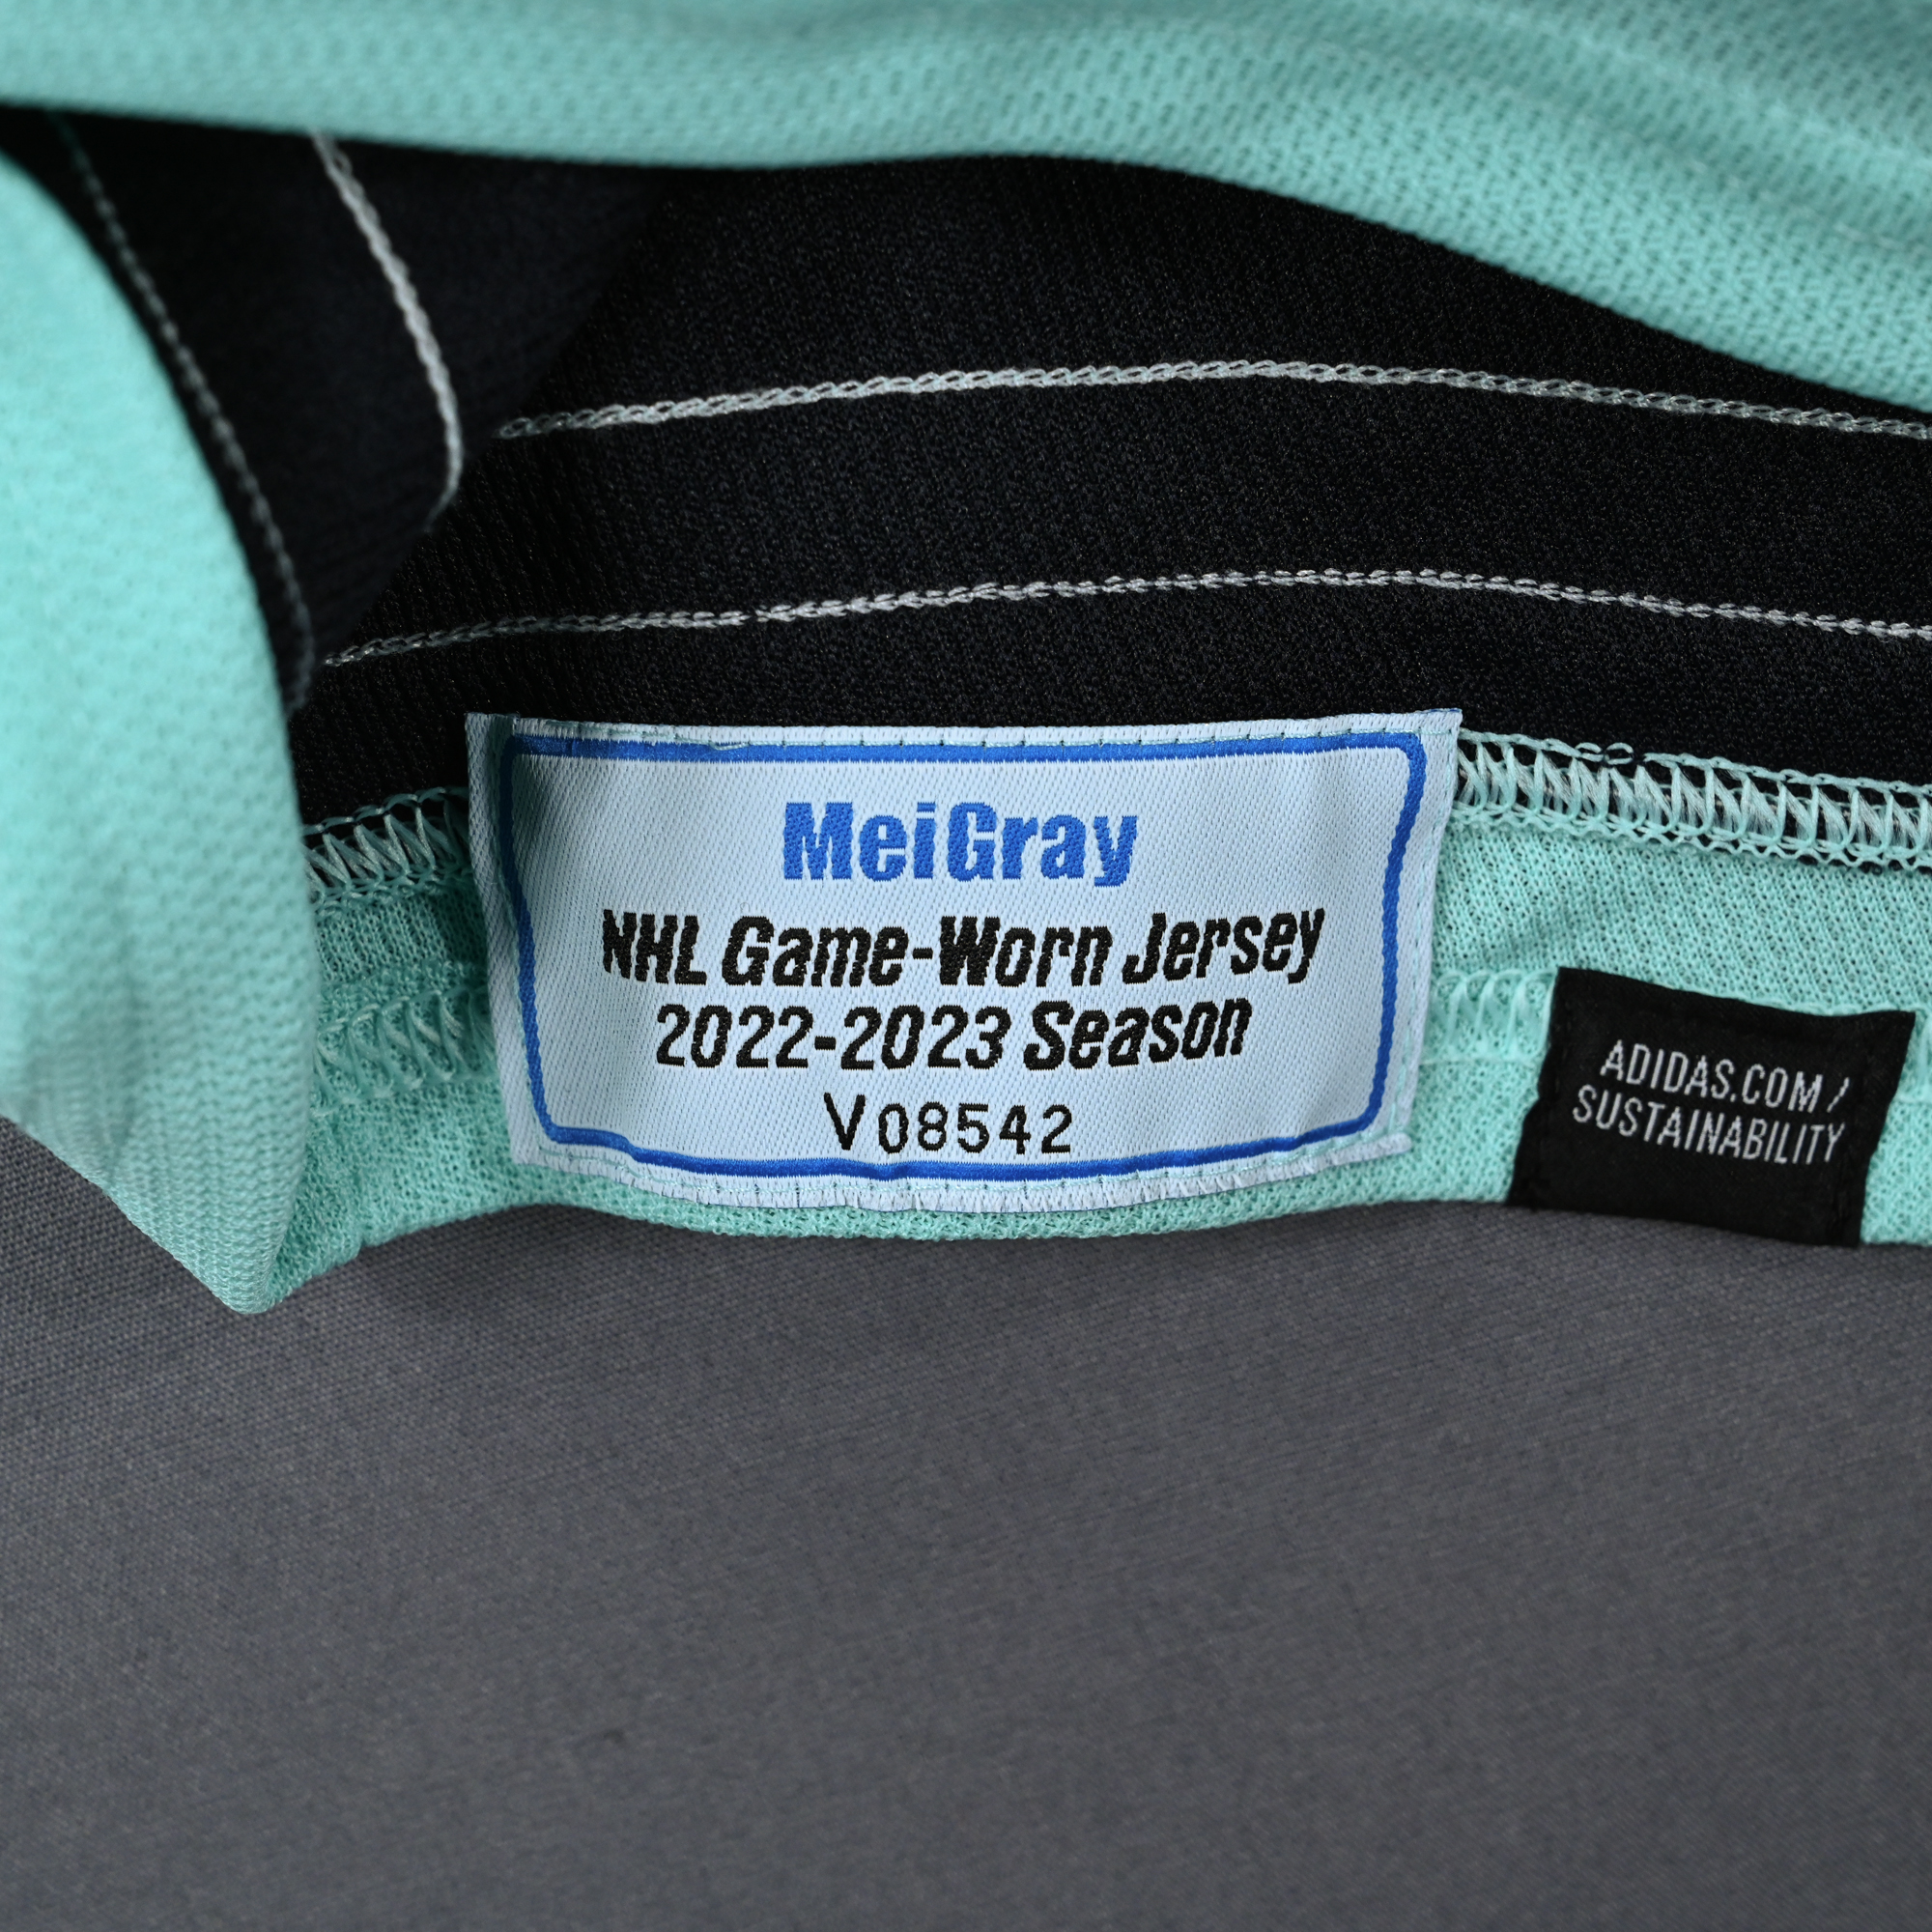 MeiGray
NHL Game-Worn Jersey
2022-2023 Season
V08542
ADIDAS.COM /
SUSTAINABILITY